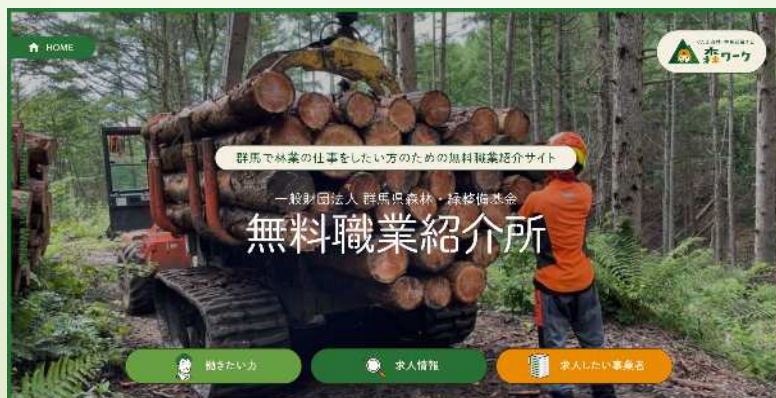 HOME
森ワーク
群馬で林業の仕事をしたい方のための無料職業紹介サイト
一般財団法人 群馬県森林・緑整備基金
無料職業紹介所
働きたい方
求人情報
求人したい事業者